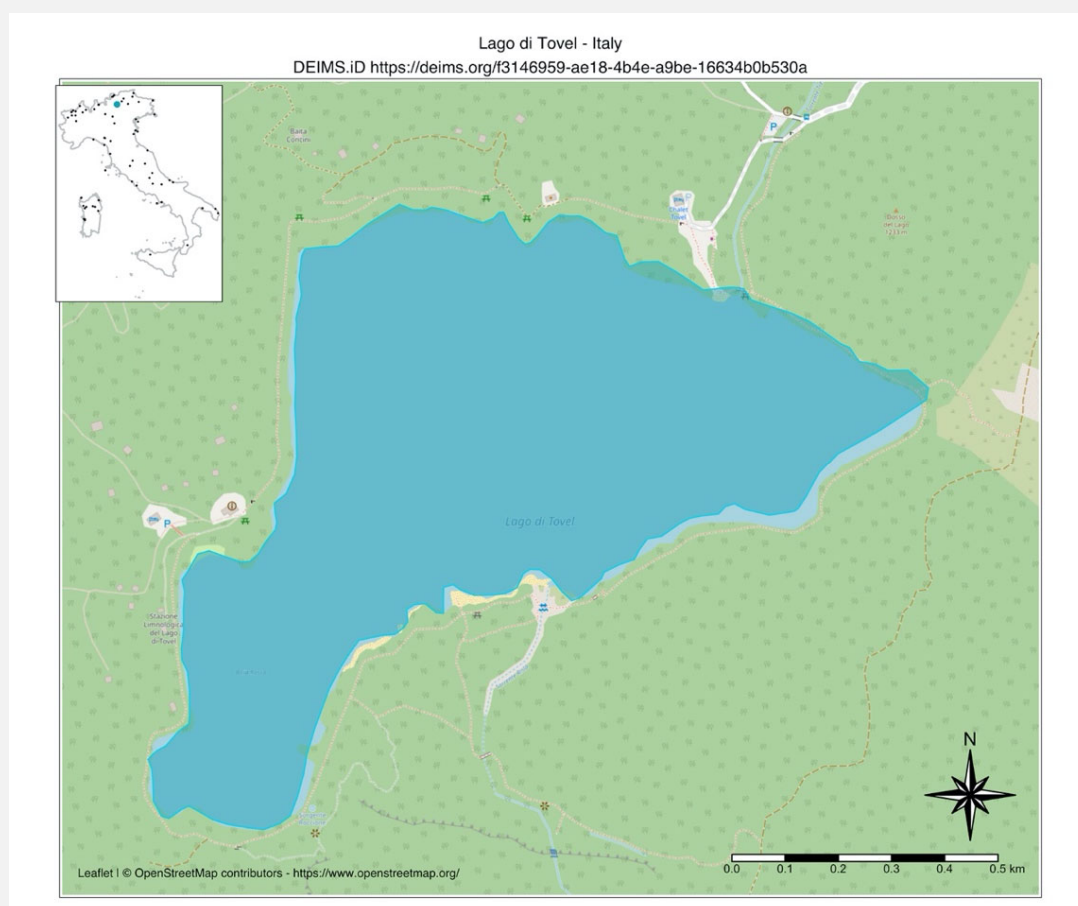 Lago di Tovel - Italy
DEIMS.iD https://deims.org/f3146959-ae18-4b4e-a9be-16634b0b530a
Baita
P
Chalet
Tovel
del Lago
Lago di Tovel
P
Stazione
Limnologica
del Lago
di Tovel
N
0.0 0.1 0.2 0.3 0.4 0.5 km
Leaflet | © OpenStreetMap contributors - https://www.openstreetmap.org/